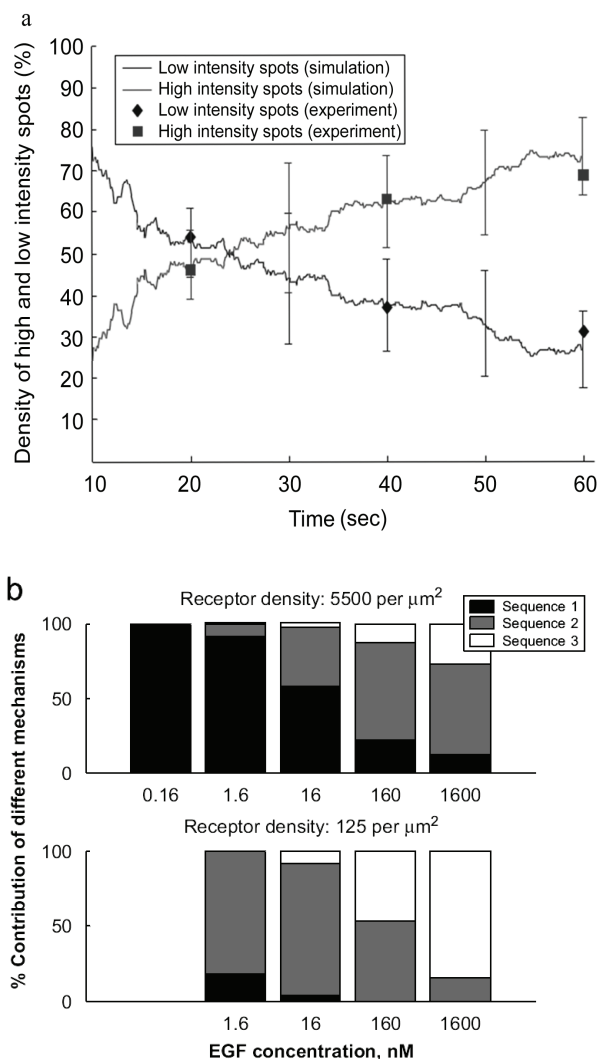 a
Density of high and low intensity spots (%)
100
90
80
70
60
50
40
30
20
10
Low intensity spots (simulation)
High intensity spots (simulation)
Low intensity spots (experiment)
High intensity spots (experiment)
10 20 30 40 50 60
Time (sec)
b
% Contribution of different mechanisms
Receptor density: 5500 per μm²
Sequence 1
Sequence 2
Sequence 3
100
50
0
0.16 1.6 16 160 1600
Receptor density: 125 per μm²
100
50
0
1.6 16 160 1600
EGF concentration, nM